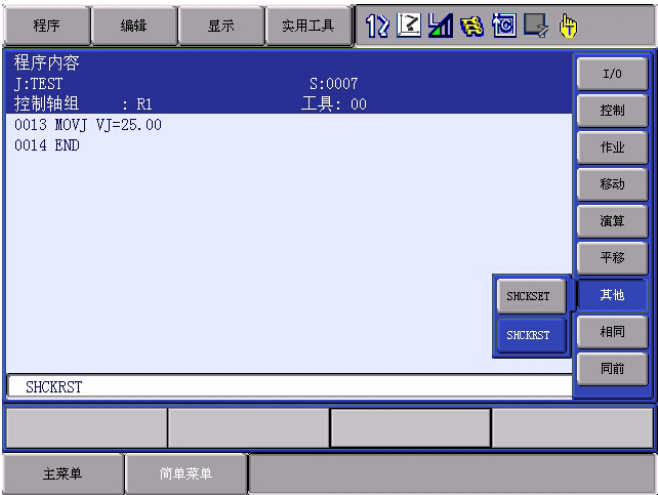 程序 编辑 显示 实用工具
程序内容
J:TEST S:0007
控制轴组 : R1 工具: 00
0013 MOVJ VJ=25.00
0014 END
I/O
控制
作业
移动
演算
平移
SHCKSET 其他
SHCKRST 相同
同前
SHCKRST
主菜单 简单菜单